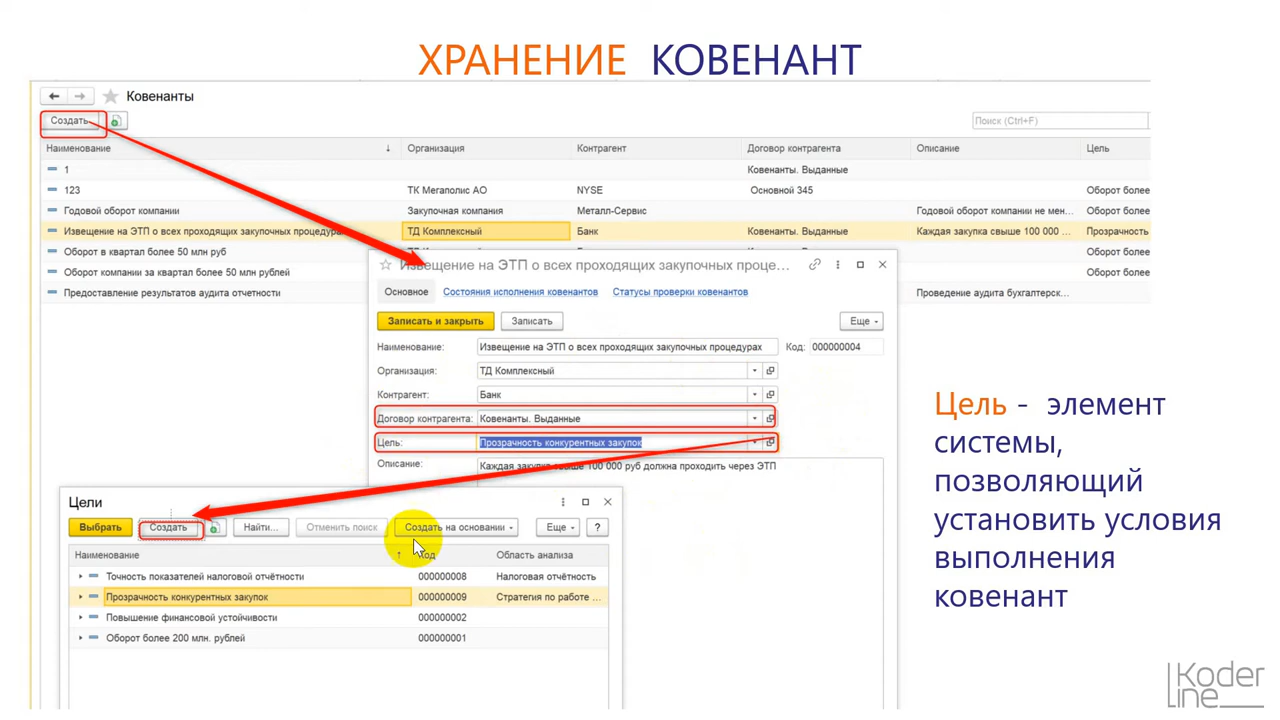 ХРАНЕНИЕ КОВЕНАНТ
Ковенанты
Создать
Поиск (Ctrl+F)
Наименование ↓ Организация Контрагент Договор контрагента Описание Цель
1 Ковенанты. Выданные
123 ТК Мегаполис АО NYSE Основной 345 Оборот более
Годовой оборот компании Закупочная компания Металл-Сервис Годовой оборот компании не мен... Оборот более
Извещение на ЭТП о всех проходящих закупочных процедурах ТД Комплексный Банк Ковенанты. Выданные Каждая закупка свыше 100 000 ... Прозрачность
Оборот в квартал более 50 млн руб Оборот более
Оборот компании за квартал более 50 млн рублей Оборот более
Предоставление результатов аудита отчетности Проведение аудита бухгалтерск...
Извещение на ЭТП о всех проходящих закупочных проце...
Основное Состояния исполнения ковенантов Статусы проверки ковенантов
Записать и закрыть Записать Еще
Наименование: Извещение на ЭТП о всех проходящих закупочных процедурах Код: 000000004
Организация: ТД Комплексный
Контрагент: Банк
Договор контрагента: Ковенанты. Выданные
Цель: Прозрачность конкурентных закупок
Описание: Каждая закупка свыше 100 000 руб должна проходить через ЭТП
Цели
Выбрать Создать Найти... Отменить поиск Создать на основании Еще ?
Наименование ↑ Код Область анализа
Точность показателей налоговой отчётности 000000008 Налоговая отчётность
Прозрачность конкурентных закупок 000000009 Стратегия по работе ...
Повышение финансовой устойчивости 000000002
Оборот более 200 млн. рублей 000000001
Цель - элемент
системы,
позволяющий
установить условия
выполнения
ковенант
Koder
line